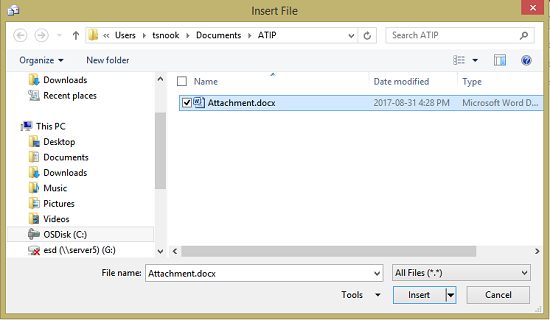 Insert File
« Users ▸ tsnook ▸ Documents ▸ ATIP
Search ATIP
Organize
New folder
Downloads
Recent places
This PC
Desktop
Documents
Downloads
Music
Pictures
Videos
OSDisk (C:)
esd (\\server5) (G:)
Name
Date modified
Type
Attachment.docx
2017-08-31 4:28 PM
Microsoft Word D...
File name:
Attachment.docx
All Files (*.*)
Tools
Insert
Cancel